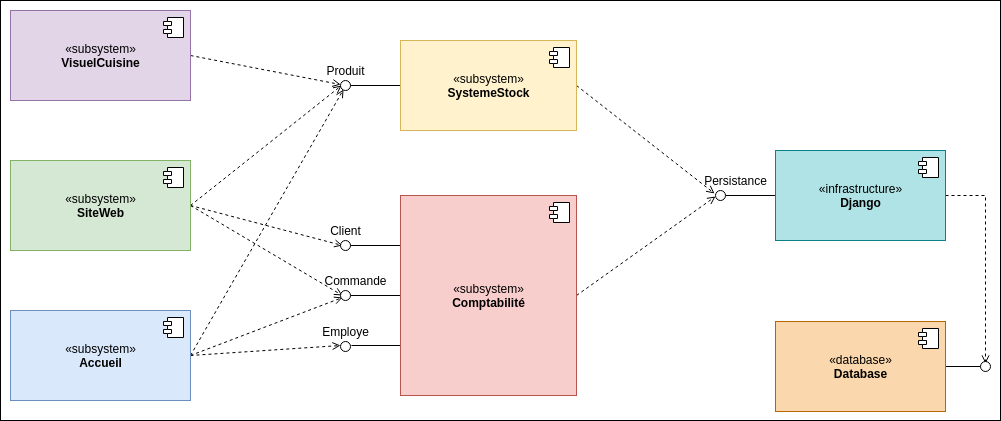 «subsystem»
VisuelCuisine
Produit
«subsystem»
SystemeStock
«subsystem»
SiteWeb
Client
Commande
Employe
«subsystem»
Comptabilité
«subsystem»
Accueil
Persistance
«infrastructure»
Django
«database»
Database